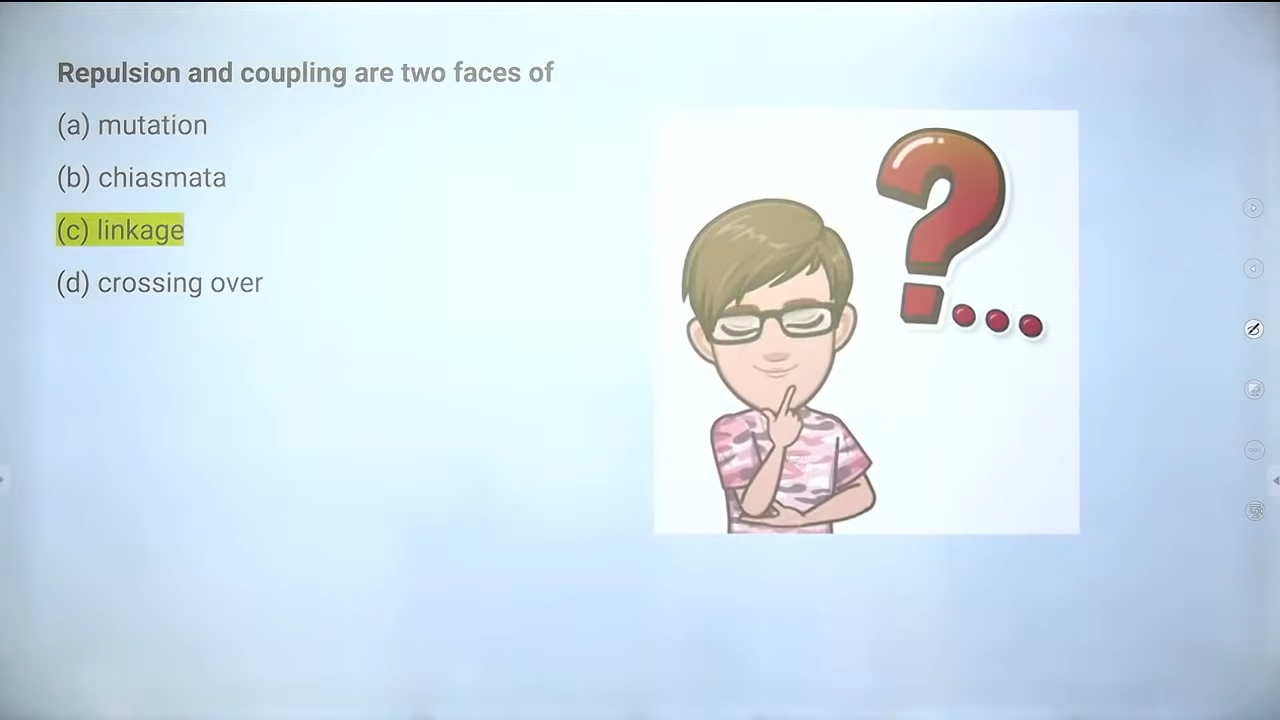 Repulsion and coupling are two faces of
(a) mutation
(b) chiasmata
(c) linkage
(d) crossing over